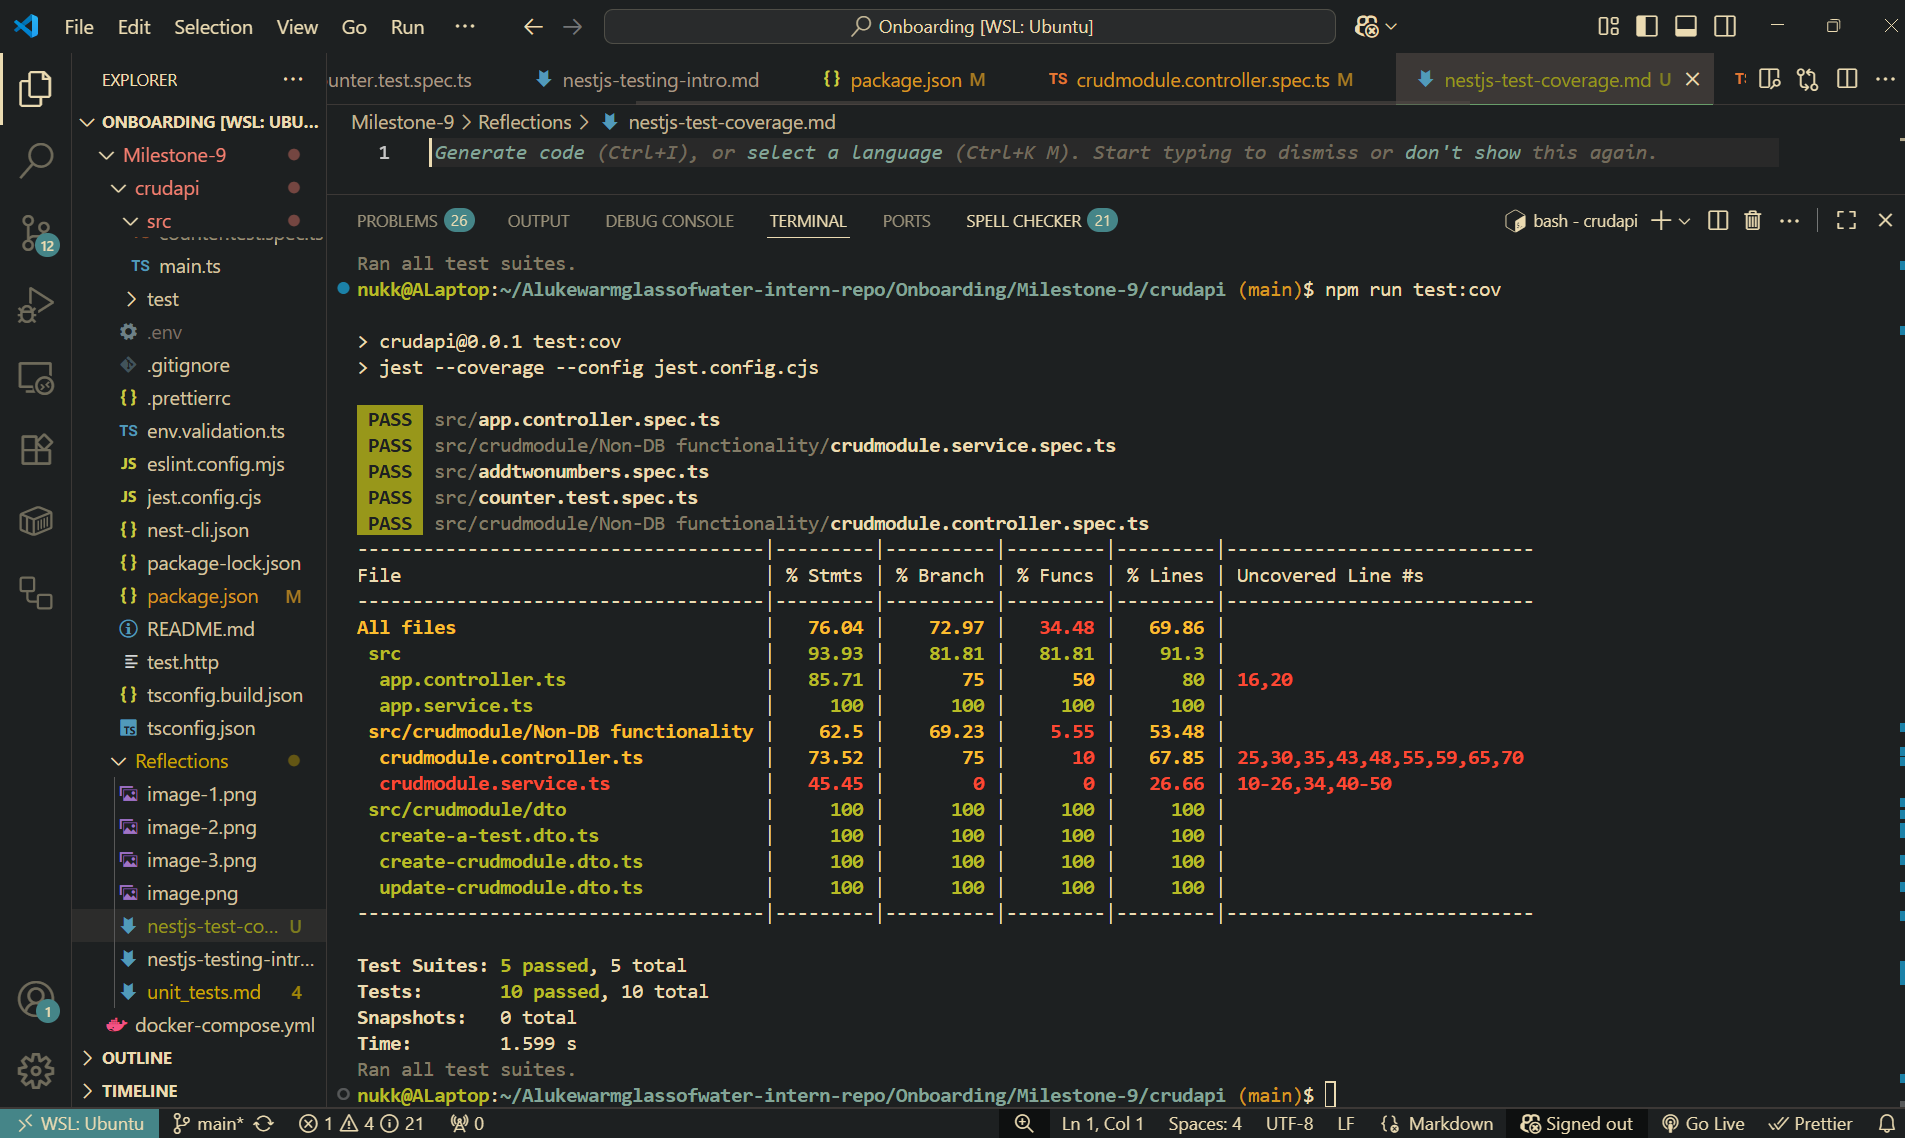 File Edit Selection View Go Run ··· Onboarding [WSL: Ubuntu]
EXPLORER ···
unter.test.spec.ts nestjs-testing-intro.md {} package.json M TS crudmodule.controller.spec.ts M nestjs-test-coverage.md U
ONBOARDING [WSL: UBU...
Milestone-9
crudapi
src
counter.test.spec.ts
TS main.ts
test
.env
.gitignore
{} .prettierrc
TS env.validation.ts
JS eslint.config.mjs
JS jest.config.cjs
{} nest-cli.json
{} package-lock.json
{} package.json M
README.md
test.http
{} tsconfig.build.json
tsconfig.json
Reflections
image-1.png
image-2.png
image-3.png
image.png
nestjs-test-co... U
nestjs-testing-intr...
unit_tests.md 4
docker-compose.yml
OUTLINE
TIMELINE
12
1
Milestone-9 > Reflections > nestjs-test-coverage.md
1 Generate code (Ctrl+I), or select a language (Ctrl+K M). Start typing to dismiss or don't show this again.
PROBLEMS 26 OUTPUT DEBUG CONSOLE TERMINAL PORTS SPELL CHECKER 21 bash - crudapi
Ran all test suites.
nukk@ALaptop:~/Alukewarmglassofwater-intern-repo/Onboarding/Milestone-9/crudapi (main)$ npm run test:cov
> crudapi@0.0.1 test:cov
> jest --coverage --config jest.config.cjs
PASS src/app.controller.spec.ts
PASS src/crudmodule/Non-DB functionality/crudmodule.service.spec.ts
PASS src/addtwonumbers.spec.ts
PASS src/counter.test.spec.ts
PASS src/crudmodule/Non-DB functionality/crudmodule.controller.spec.ts
-------------------------------------|---------|----------|---------|---------|----------------------------
File | % Stmts | % Branch | % Funcs | % Lines | Uncovered Line #s
-------------------------------------|---------|----------|---------|---------|----------------------------
All files | 76.04 | 72.97 | 34.48 | 69.86 |
src | 93.93 | 81.81 | 81.81 | 91.3 |
app.controller.ts | 85.71 | 75 | 50 | 80 | 16,20
app.service.ts | 100 | 100 | 100 | 100 |
src/crudmodule/Non-DB functionality | 62.5 | 69.23 | 5.55 | 53.48 |
crudmodule.controller.ts | 73.52 | 75 | 10 | 67.85 | 25,30,35,43,48,55,59,65,70
crudmodule.service.ts | 45.45 | 0 | 0 | 26.66 | 10-26,34,40-50
src/crudmodule/dto | 100 | 100 | 100 | 100 |
create-a-test.dto.ts | 100 | 100 | 100 | 100 |
create-crudmodule.dto.ts | 100 | 100 | 100 | 100 |
update-crudmodule.dto.ts | 100 | 100 | 100 | 100 |
-------------------------------------|---------|----------|---------|---------|----------------------------
Test Suites: 5 passed, 5 total
Tests: 10 passed, 10 total
Snapshots: 0 total
Time: 1.599 s
Ran all test suites.
nukk@ALaptop:~/Alukewarmglassofwater-intern-repo/Onboarding/Milestone-9/crudapi (main)$
WSL: Ubuntu main* 1 4 21 0 Ln 1, Col 1 Spaces: 4 UTF-8 LF Markdown Signed out Go Live Prettier